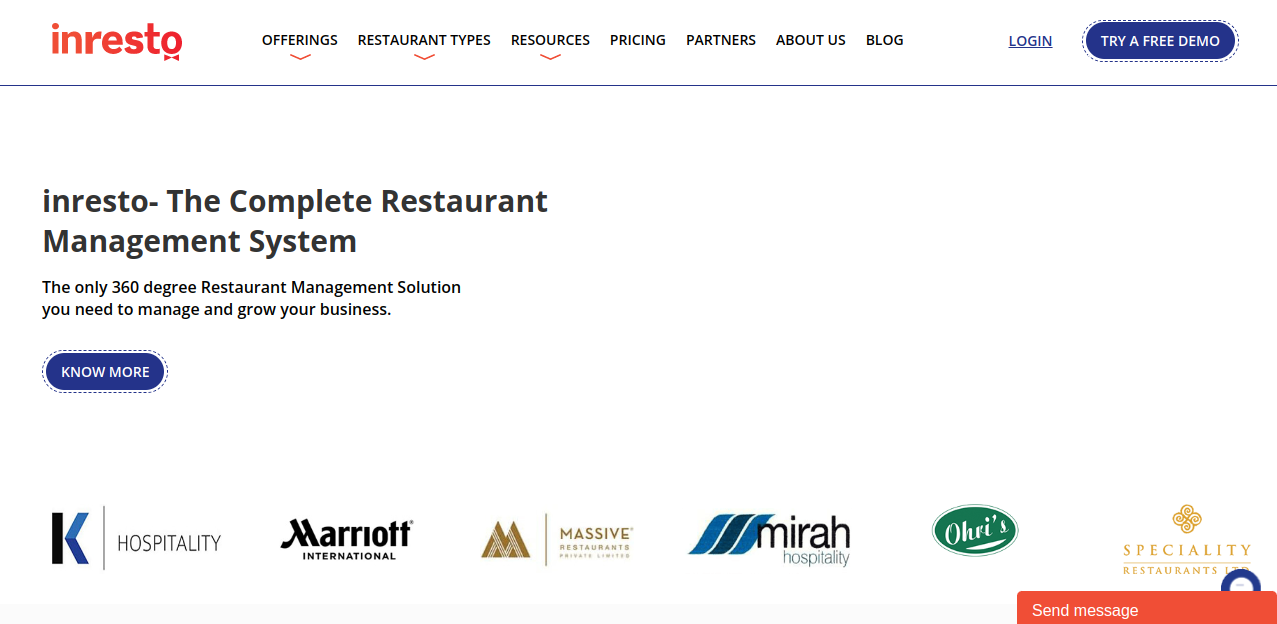 inresto
OFFERINGS
RESTAURANT TYPES
RESOURCES
PRICING
PARTNERS
ABOUT US
BLOG
LOGIN
TRY A FREE DEMO
inresto- The Complete Restaurant
Management System
The only 360 degree Restaurant Management Solution
you need to manage and grow your business.
KNOW MORE
K HOSPITALITY
Marriott
INTERNATIONAL
MASSIVE
RESTAURANTS
PRIVATE LIMITED
mirah
hospitality
Ohri's
SPECIALITY
RESTAURANTS LTD
Send message